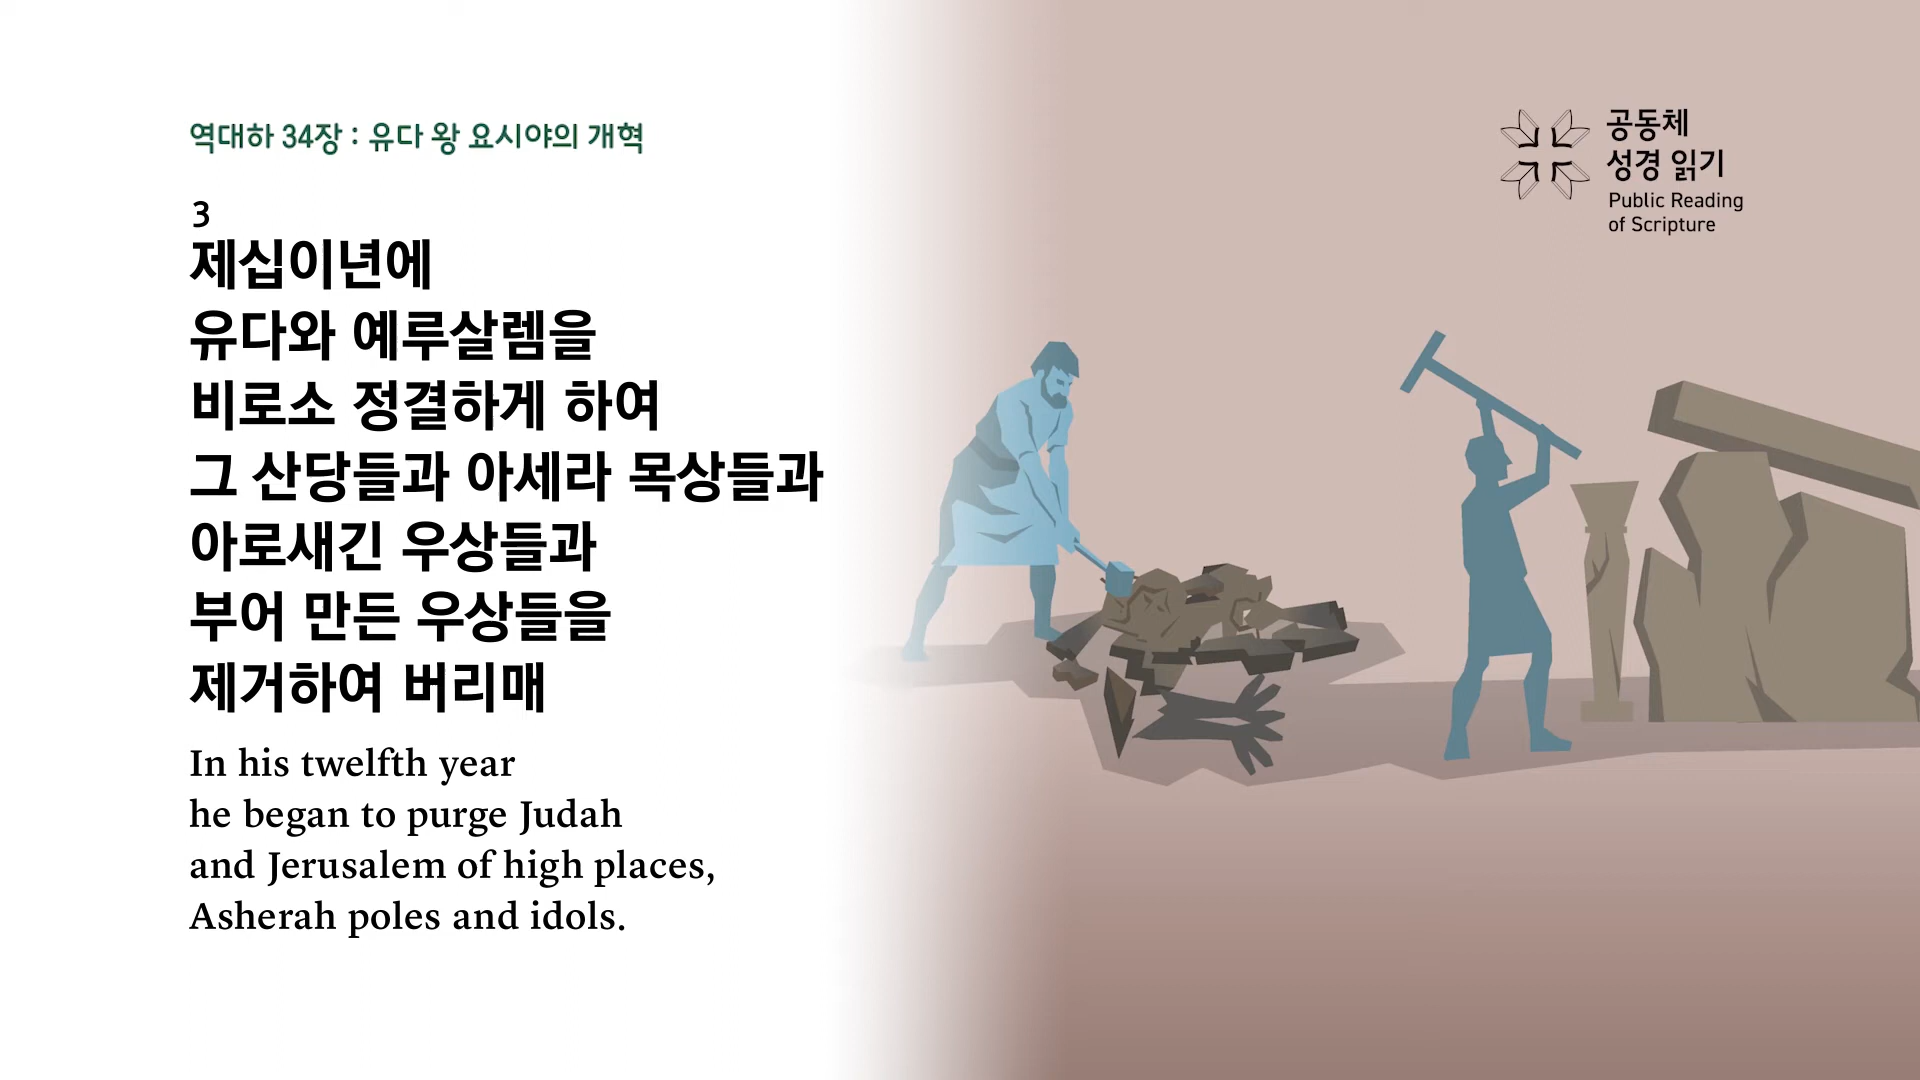 역대하 34장 : 유다 왕 요시야의 개혁
공동체
성경 읽기
Public Reading
of Scripture
3
제십이년에
유다와 예루살렘을
비로소 정결하게 하여
그 산당들과 아세라 목상들과
아로새긴 우상들과
부어 만든 우상들을
제거하여 버리매
In his twelfth year
he began to purge Judah
and Jerusalem of high places,
Asherah poles and idols.